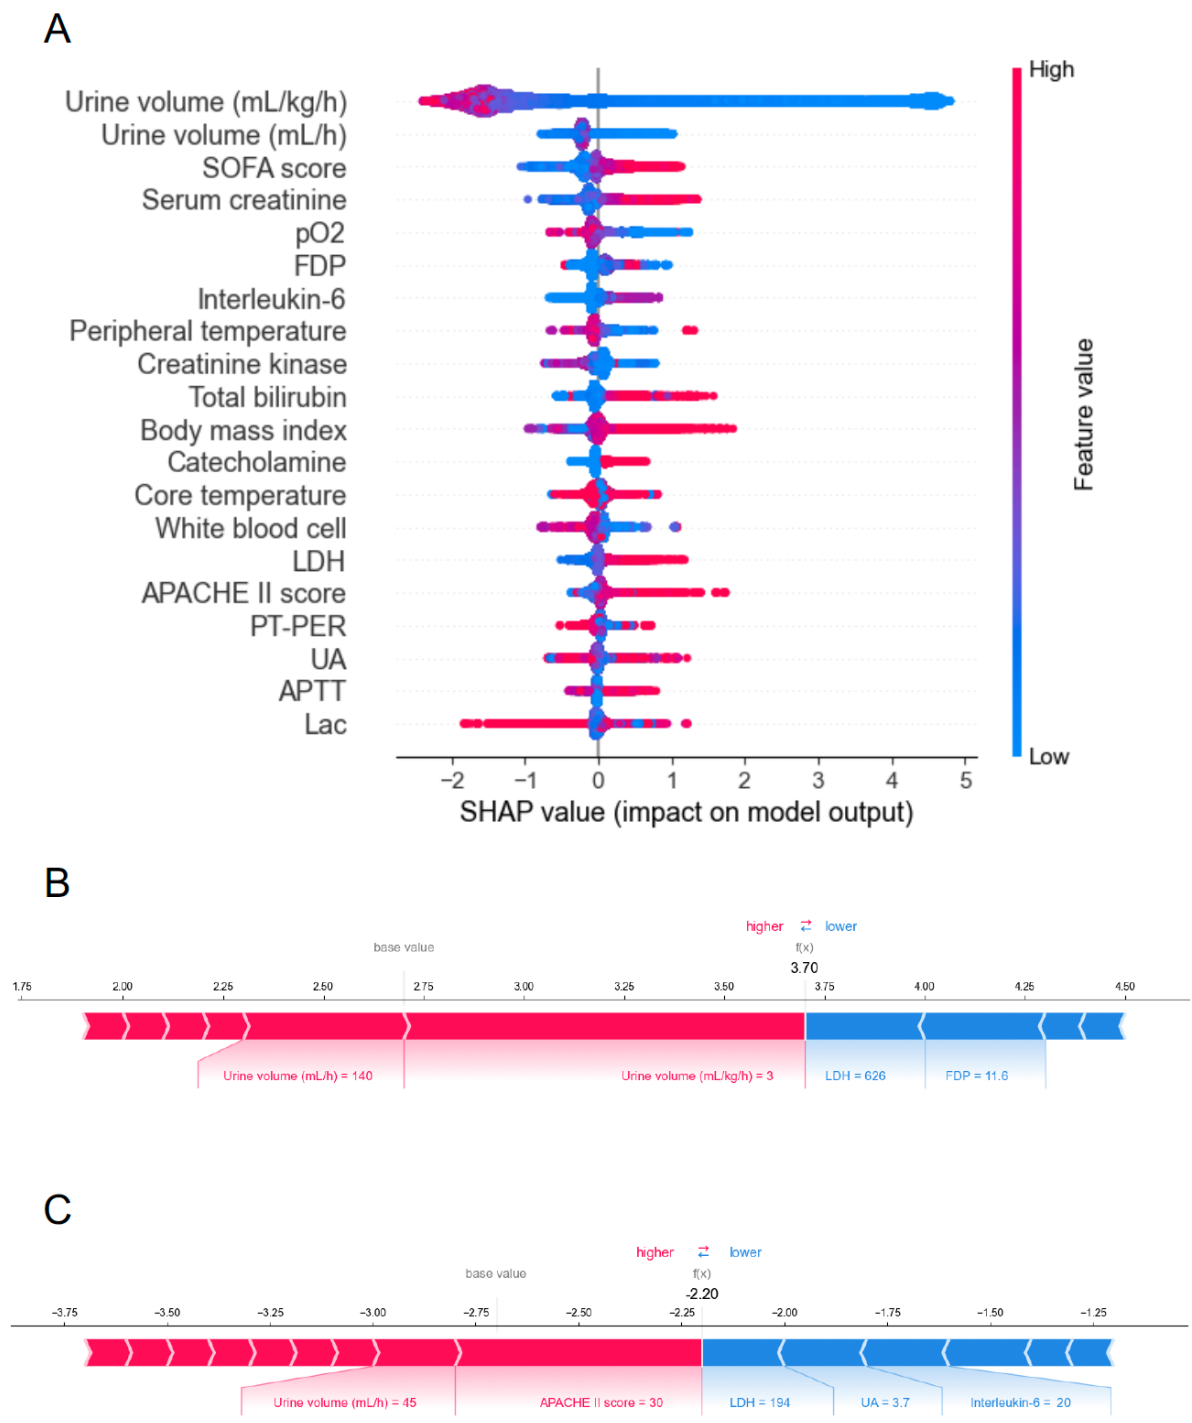 A
High
Urine volume (mL/kg/h)
Urine volume (mL/h)
SOFA score
Serum creatinine
pO2
FDP
Interleukin-6
Peripheral temperature
Creatinine kinase
Total bilirubin
Body mass index
Catecholamine
Core temperature
White blood cell
LDH
APACHE II score
PT-PER
UA
APTT
Lac
Feature value
Low
−2 −1 0 1 2 3 4 5
SHAP value (impact on model output)
B
higher ⇄ lower
base value f(x)
3.70
1.75 2.00 2.25 2.50 2.75 3.00 3.25 3.50 3.75 4.00 4.25 4.50
Urine volume (mL/h) = 140 Urine volume (mL/kg/h) = 3 LDH = 626 FDP = 11.6
C
higher ⇄ lower
base value f(x)
-2.20
−3.75 −3.50 −3.25 −3.00 −2.75 −2.50 −2.25 −2.00 −1.75 −1.50 −1.25
Urine volume (mL/h) = 45 APACHE II score = 30 LDH = 194 UA = 3.7 Interleukin-6 = 20